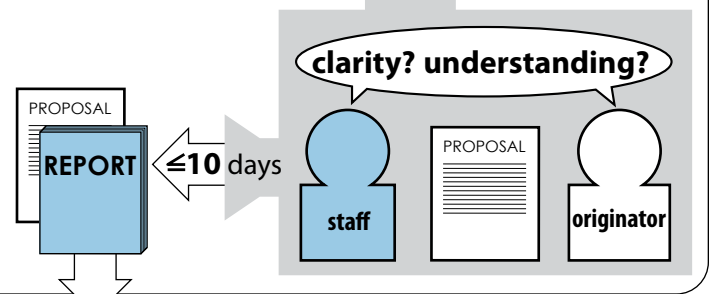 clarity? understanding?
PROPOSAL
REPORT
≤10 days
staff
PROPOSAL
originator